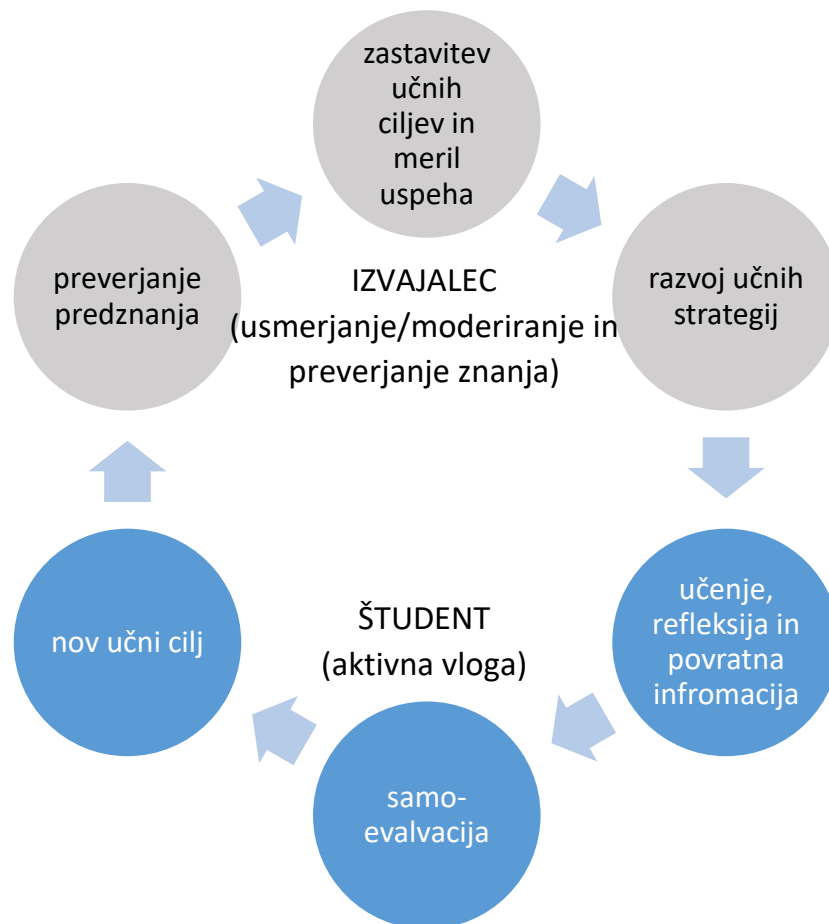 zastavitev
učnih
ciljev in
meril
uspeha
preverjanje
predznanja
IZVAJALEC
(usmerjanje/moderiranje in
preverjanje znanja)
razvoj učnih
strategij
nov učni cilj
ŠTUDENT
(aktivna vloga)
učenje,
refleksija in
povratna
infromacija
samo-
evalvacija